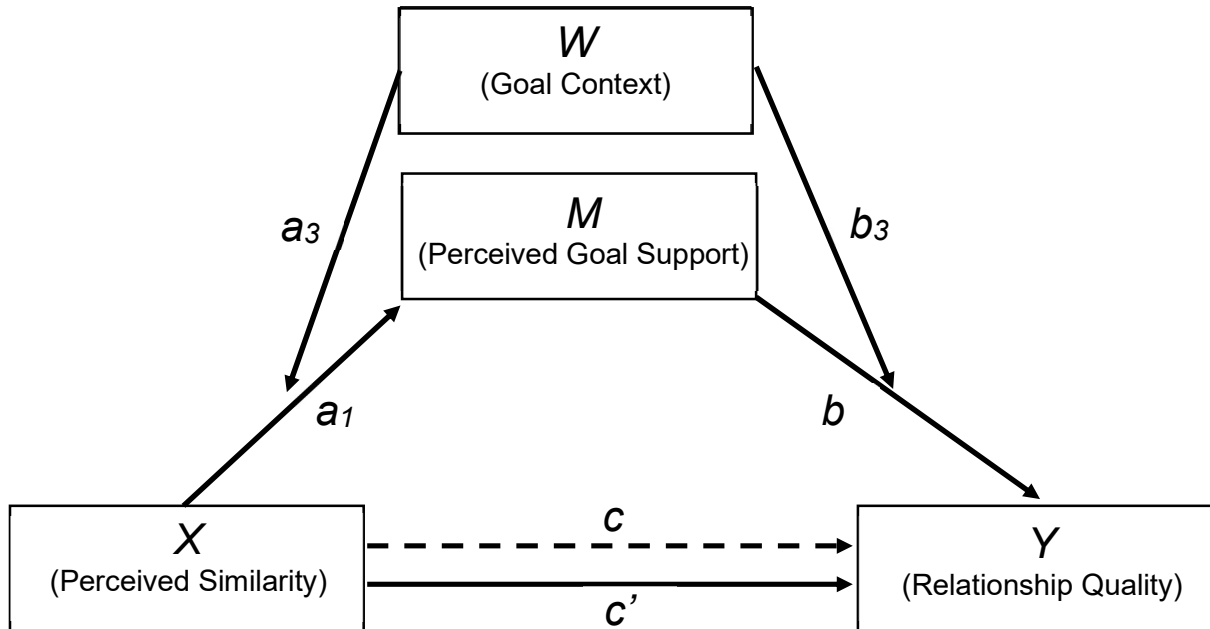 W
(Goal Context)
M
(Perceived Goal Support)
a3
b3
a1
b
X
(Perceived Similarity)
c
c’
Y
(Relationship Quality)